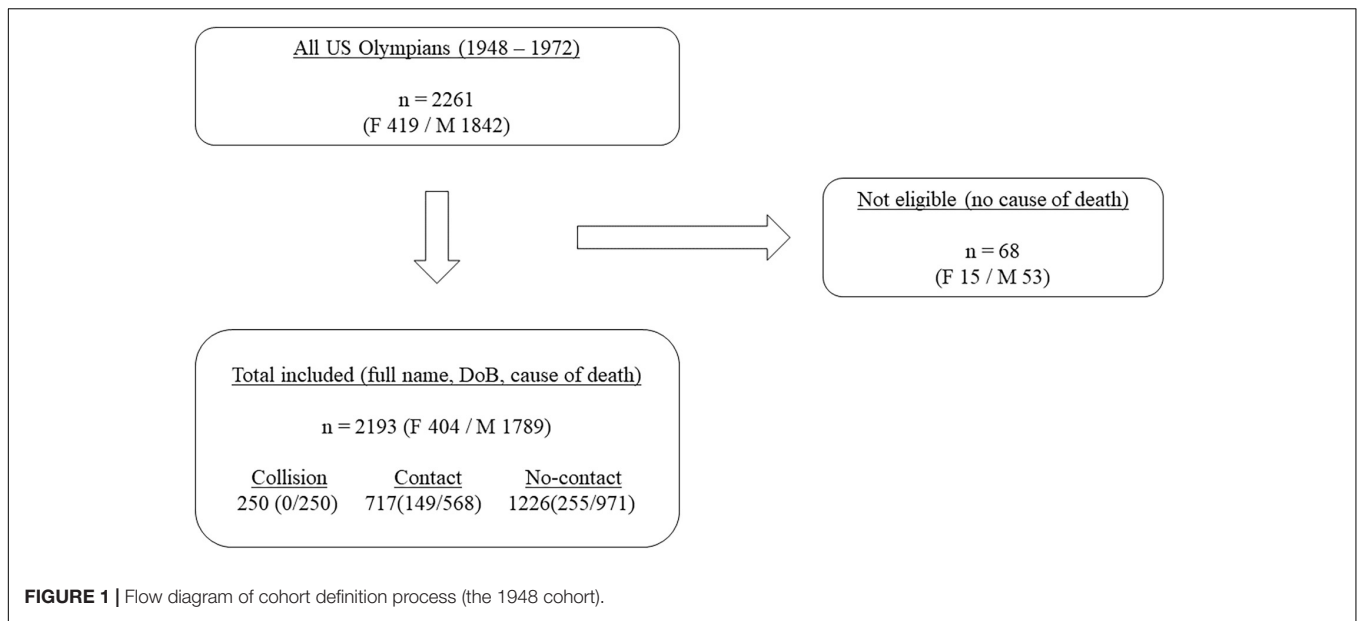 All US Olympians (1948 – 1972)
n = 2261
(F 419 / M 1842)
Not eligible (no cause of death)
n = 68
(F 15 / M 53)
Total included (full name, DoB, cause of death)
n = 2193 (F 404 / M 1789)
Collision Contact No-contact
250 (0/250) 717(149/568) 1226(255/971)
FIGURE 1 | Flow diagram of cohort definition process (the 1948 cohort).